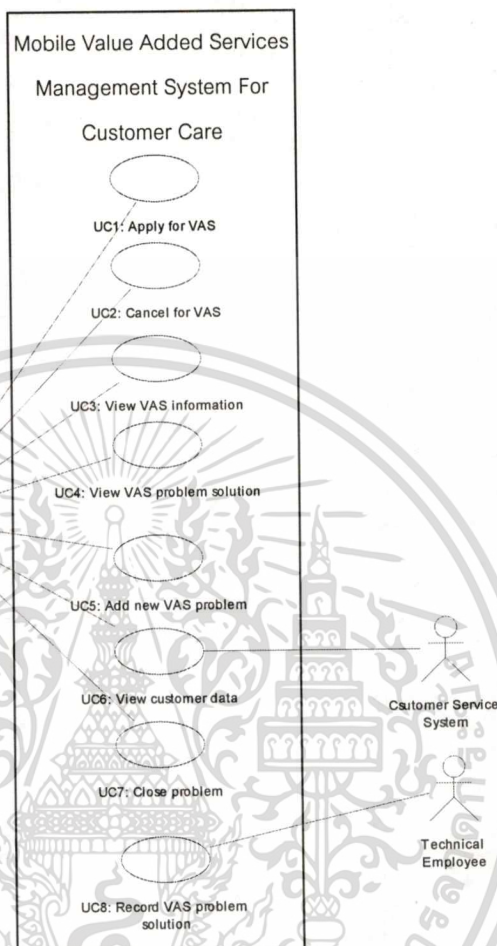 Mobile Value Added Services
Management System For
Customer Care
UC1: Apply for VAS
UC2: Cancel for VAS
UC3: View VAS information
UC4: View VAS problem solution
UC5: Add new VAS problem
UC6: View customer data
Csutomer Service
System
UC7: Close problem
Technical
Employee
UC8: Record VAS problem
solution